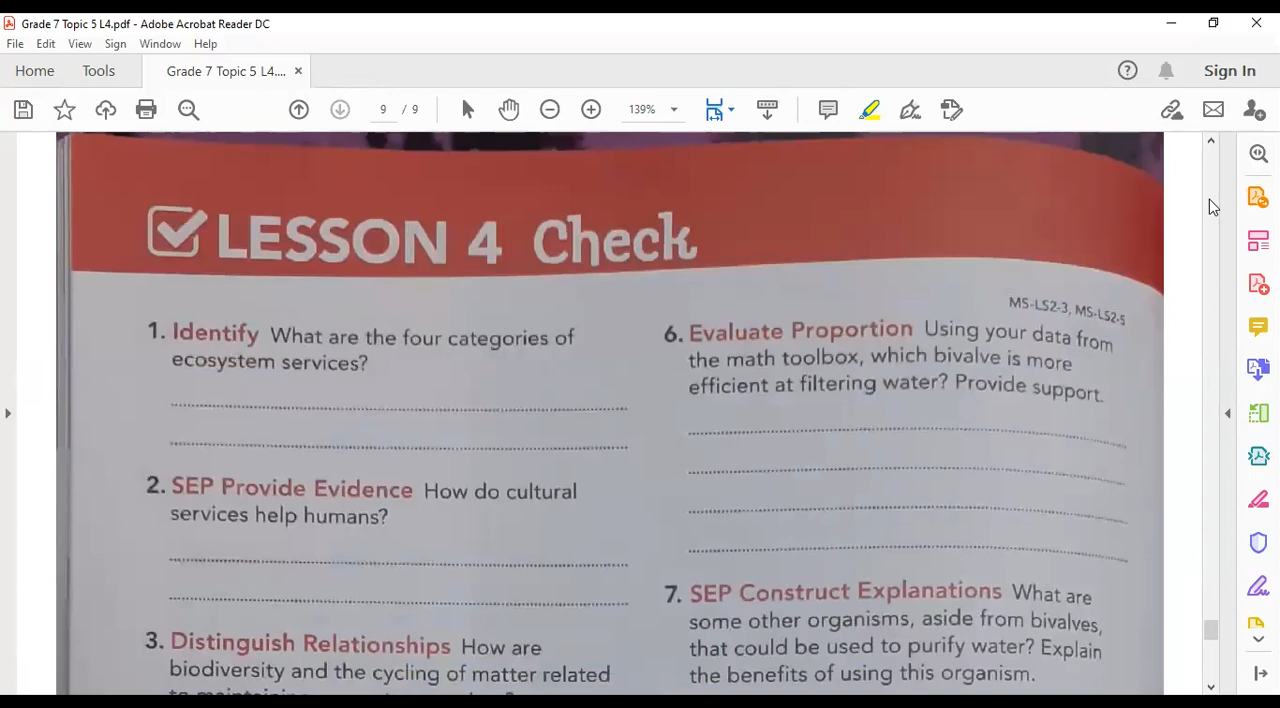 Grade 7 Topic 5 L4.pdf - Adobe Acrobat Reader DC
File Edit View Sign Window Help
Home Tools Grade 7 Topic 5 L4.... × Sign In
9 / 9 139%
LESSON 4 Check
MS-LS2-3, MS-LS2-5
1. Identify What are the four categories of
ecosystem services?
2. SEP Provide Evidence How do cultural
services help humans?
3. Distinguish Relationships How are
biodiversity and the cycling of matter related
6. Evaluate Proportion Using your data from
the math toolbox, which bivalve is more
efficient at filtering water? Provide support.
7. SEP Construct Explanations What are
some other organisms, aside from bivalves,
that could be used to purify water? Explain
the benefits of using this organism.